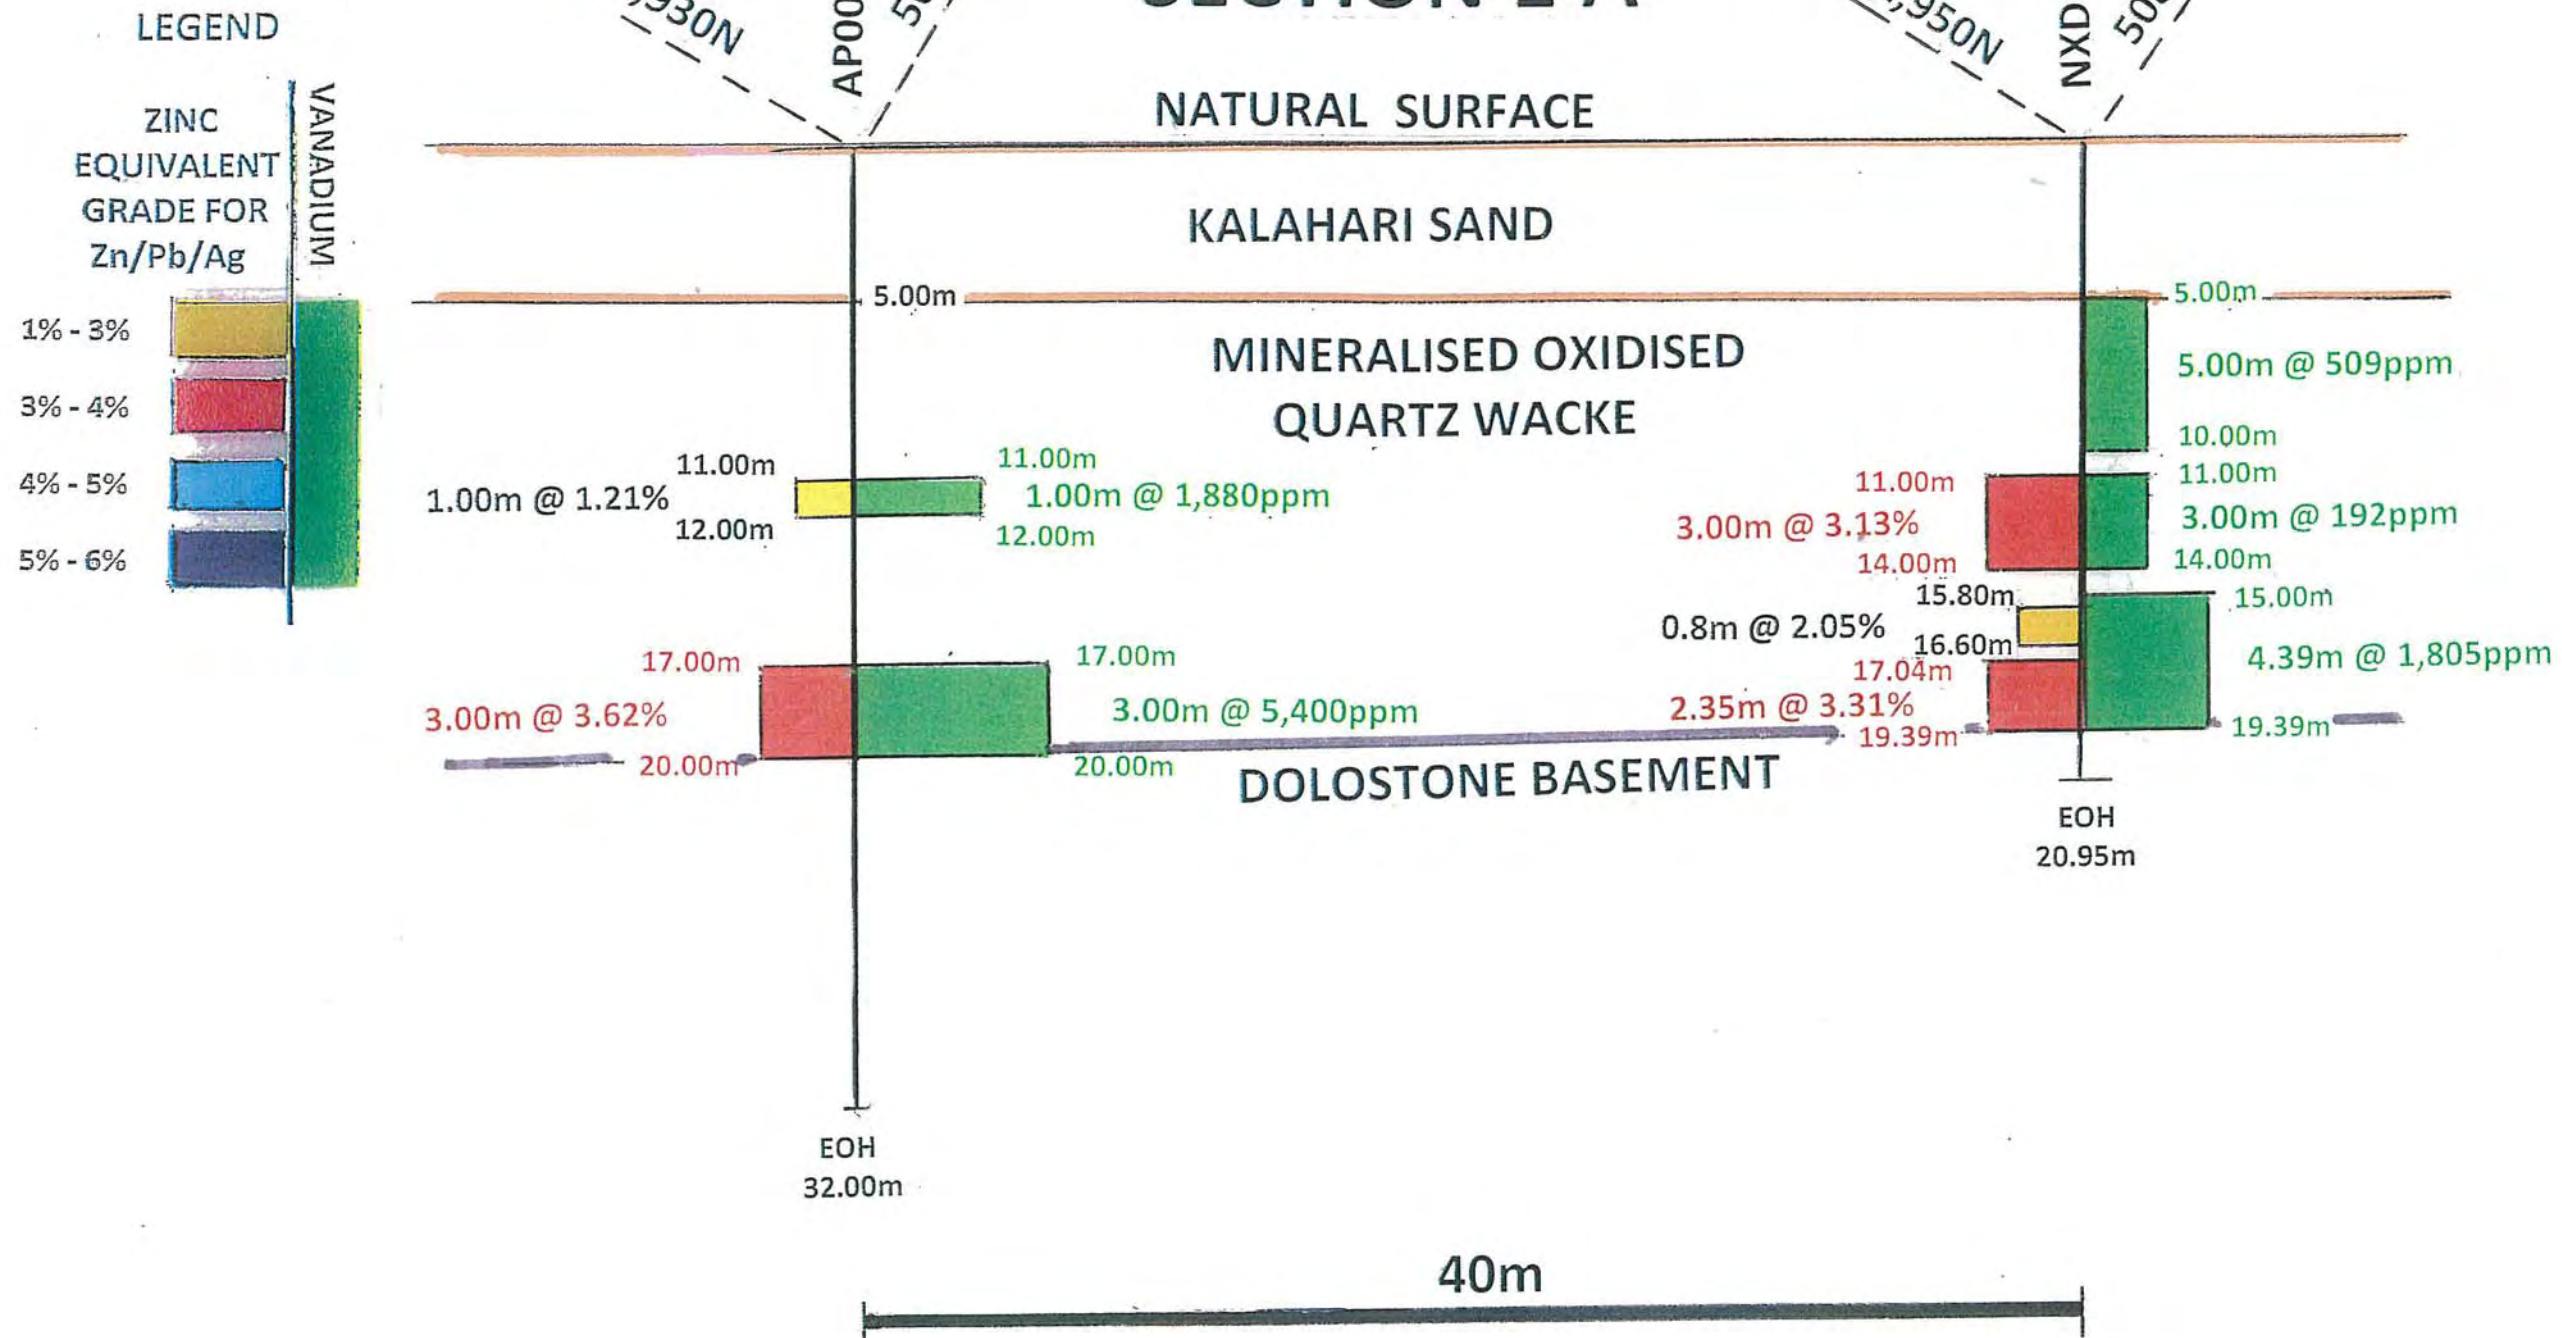 LEGEND
ZINC
EQUIVALENT
GRADE FOR
Zn/Pb/Ag
VANADIUM
1% - 3%
3% - 4%
4% - 5%
5% - 6%
930N
AP00
950N
NXD
NATURAL SURFACE
KALAHARI SAND
5.00m
5.00m
MINERALISED OXIDISED
QUARTZ WACKE
5.00m @ 509ppm
10.00m
11.00m
1.00m @ 1.21%
12.00m
11.00m
1.00m @ 1,880ppm
12.00m
11.00m
3.00m @ 3.13%
14.00m
11.00m
3.00m @ 192ppm
14.00m
15.80m
0.8m @ 2.05%
16.60m
15.00m
4.39m @ 1,805ppm
19.39m
17.00m
3.00m @ 3.62%
20.00m
17.00m
3.00m @ 5,400ppm
20.00m
17.04m
2.35m @ 3.31%
19.39m
DOLOSTONE BASEMENT
EOH
20.95m
EOH
32.00m
40m